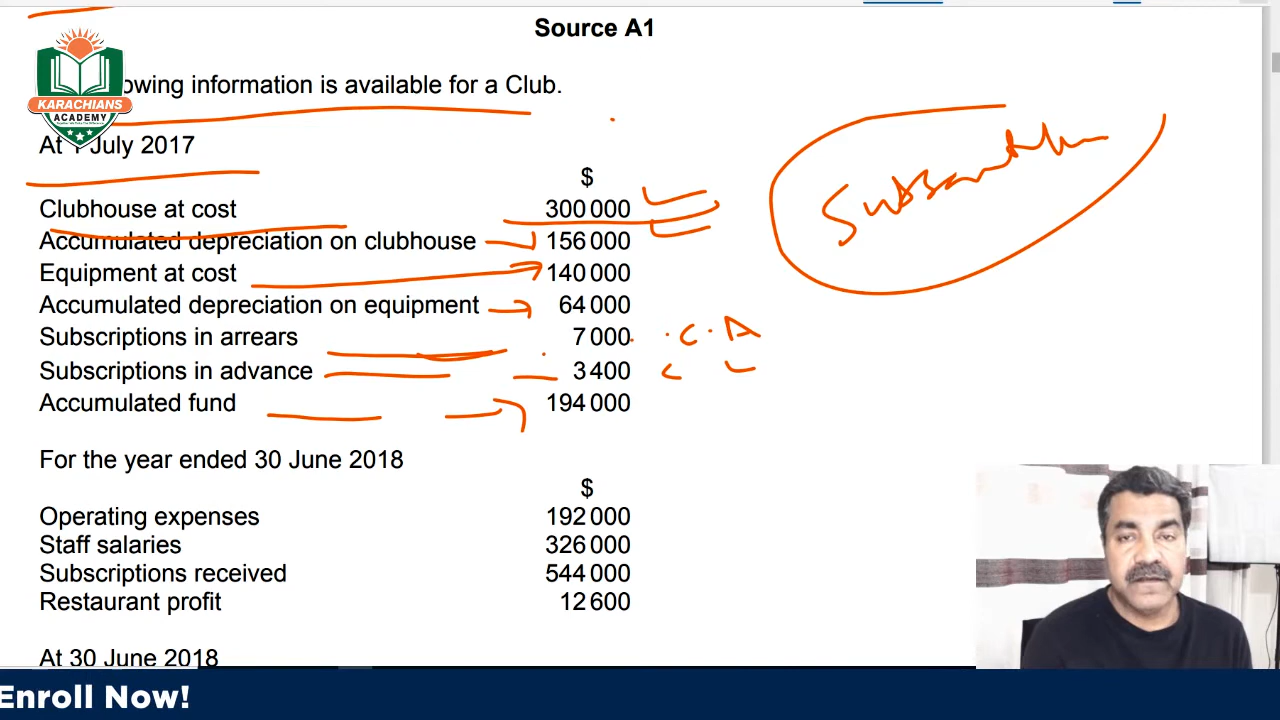 Source A1
KARACHIANS
ACADEMY
owing information is available for a Club.
At 1 July 2017
$
Clubhouse at cost 300 000
Accumulated depreciation on clubhouse 156 000
Equipment at cost 140 000
Accumulated depreciation on equipment 64 000
Subscriptions in arrears 7 000 C.A
Subscriptions in advance 3 400 C L
Accumulated fund 194 000
For the year ended 30 June 2018
$
Operating expenses 192 000
Staff salaries 326 000
Subscriptions received 544 000
Restaurant profit 12 600
At 30 June 2018
Enroll Now!